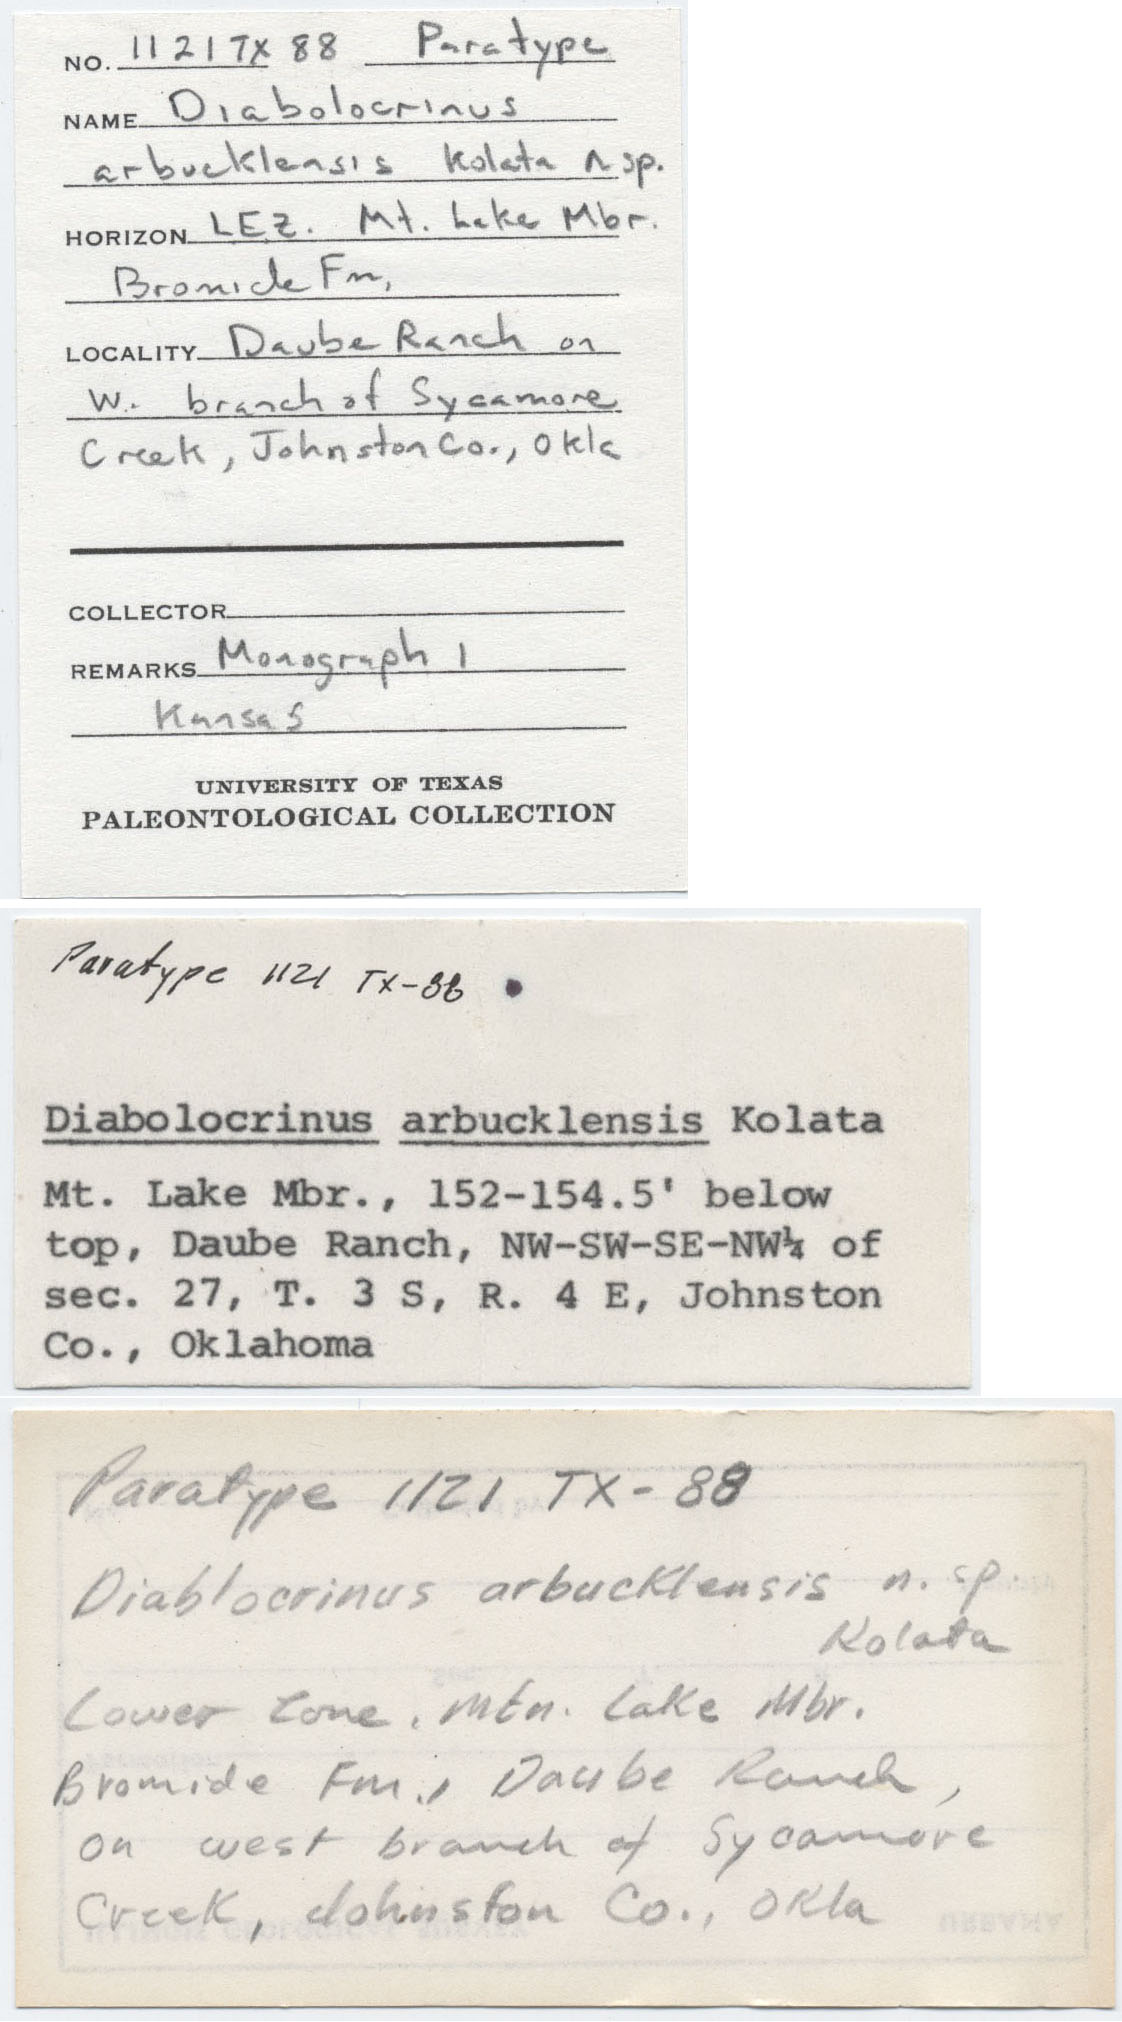 NO. 1121TX 88 Paratype
NAME Diabolocrinus
arbucklensis Kolata n sp.
HORIZON LEZ. Mt. Lake Mbr.
Bromide Fm,
LOCALITY Daube Ranch on
W. branch of Sycamore
Creek, Johnston Co., Okla
COLLECTOR
REMARKS Monograph 1
Kansas
UNIVERSITY OF TEXAS
PALEONTOLOGICAL COLLECTION
Paratype 1121 TX-88
Diabolocrinus arbucklensis Kolata
Mt. Lake Mbr., 152-154.5' below
top, Daube Ranch, NW-SW-SE-NW¼ of
sec. 27, T. 3 S, R. 4 E, Johnston
Co., Oklahoma
Paratype 1121 TX-88
Diablocrinus arbucklensis n. sp
Kolata
Lower Zone, Mtn. Lake Mbr.
Bromide Fm., Daube Ranch,
on west branch of Sycamore
Creek, Johnston Co., Okla